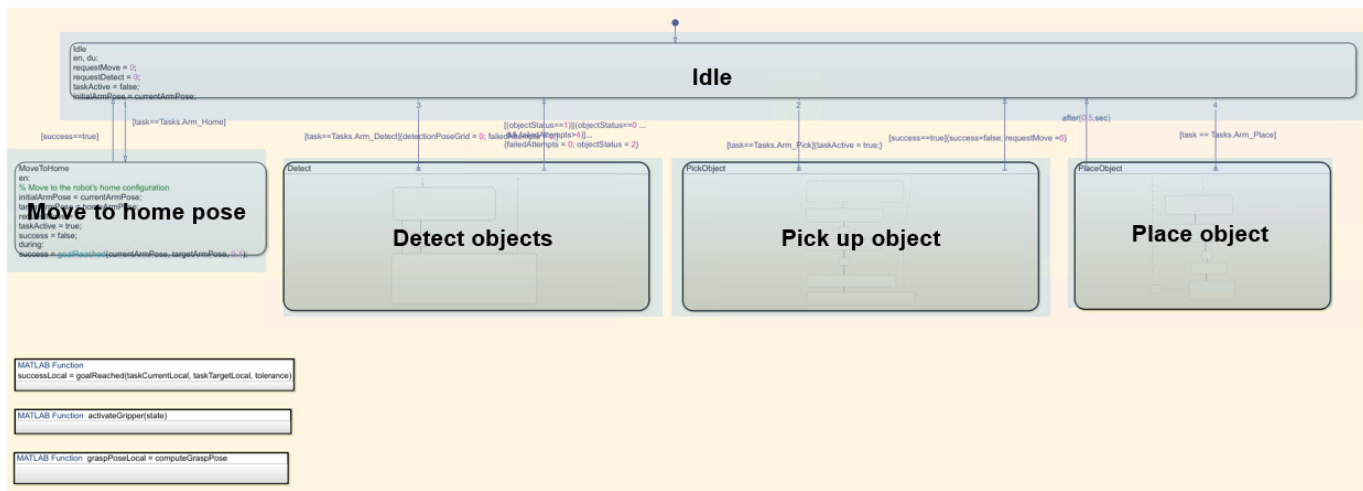 Idle
en, du:
requestMove = 0;
requestDetect = 0;
taskActive = false;
initialArmPose = currentArmPose;
Idle
1
3
2
4
[success==true]
[task==Tasks.Arm_Home]
[task==Tasks.Arm_Detect]{detectionPoseGrid = 0; failedAttempts = 0;}
[(objectStatus==1)||(objectStatus==0 ...
&& failedAttempts>4)]...
{failedAttempts = 0; objectStatus = 2}
[task==Tasks.Arm_Pick]{taskActive = true;}
[success==true]{success=false; requestMove =0}
after(0.5,sec)
[task == Tasks.Arm_Place]
MoveToHome
en:
% Move to the robot's home configuration
initialArmPose = currentArmPose;
taskActive = true;
success = false;
during:
success = goalReached(currentArmPose, targetArmPose, 0.1);
Move to home pose
Detect
Detect objects
PickObject
Pick up object
PlaceObject
Place object
MATLAB Function
successLocal = goalReached(taskCurrentLocal, taskTargetLocal, tolerance)
MATLAB Function activateGripper(state)
MATLAB Function graspPoseLocal = computeGraspPose